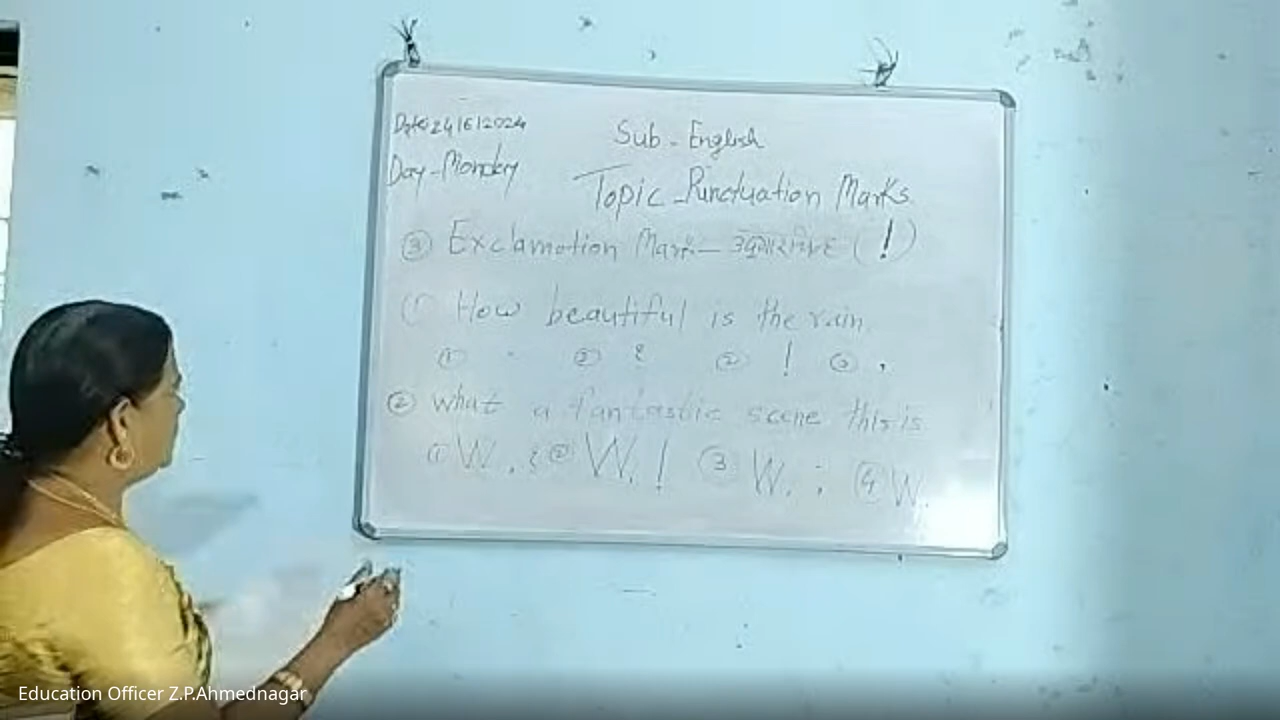 Date 24/6/2024
Sub - English
Day - Monday
Topic - Punctuation Marks
③ Exclamation Mark — उद्गारचिन्ह ( ! )
① How beautiful is the rain
① . ② ? ② ! ③ ,
② what a fantastic scene this is
① W , ? ② W, ! ③ W, ; ④ W,
Education Officer Z.P.Ahmednagar